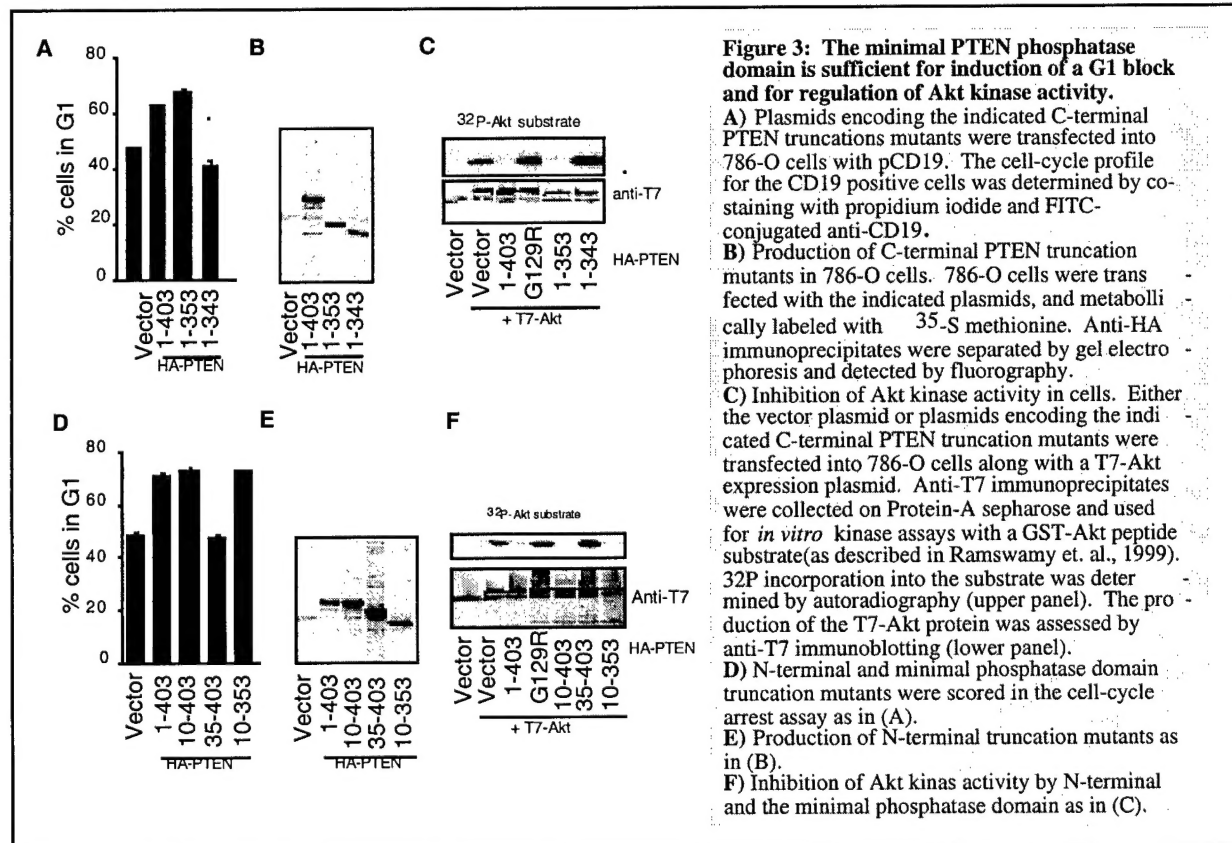 A
80
60
40
20
0
% cells in G1
Vector
1-403
1-353
1-343
HA-PTEN
B
Vector
1-403
1-353
1-343
HA-PTEN
C
32P-Akt substrate
anti-T7
Vector
Vector
1-403
G129R
1-353
1-343
HA-PTEN
+ T7-Akt
D
80
60
40
20
0
% cells in G1
Vector
1-403
10-403
35-403
10-353
HA-PTEN
E
Vector
1-403
10-403
35-403
10-353
HA-PTEN
F
32P-Akt substrate
Anti-T7
Vector
Vector
1-403
G129R
10-403
35-403
10-353
HA-PTEN
+ T7-Akt
Figure 3: The minimal PTEN phosphatase
domain is sufficient for induction of a G1 block
and for regulation of Akt kinase activity.
A) Plasmids encoding the indicated C-terminal
PTEN truncations mutants were transfected into
786-O cells with pCD19. The cell-cycle profile
for the CD19 positive cells was determined by co-
staining with propidium iodide and FITC-
conjugated anti-CD19.
B) Production of C-terminal PTEN truncation
mutants in 786-O cells. 786-O cells were trans -
fected with the indicated plasmids, and metabolli -
cally labeled with 35-S methionine. Anti-HA
immunoprecipitates were separated by gel electro -
phoresis and detected by fluorography.
C) Inhibition of Akt kinase activity in cells. Either
the vector plasmid or plasmids encoding the indi -
cated C-terminal PTEN truncation mutants were
transfected into 786-O cells along with a T7-Akt
expression plasmid. Anti-T7 immunoprecipitates
were collected on Protein-A sepharose and used
for in vitro kinase assays with a GST-Akt peptide
substrate(as described in Ramswamy et. al., 1999).
32P incorporation into the substrate was deter -
mined by autoradiography (upper panel). The pro -
duction of the T7-Akt protein was assessed by
anti-T7 immunoblotting (lower panel).
D) N-terminal and minimal phosphatase domain
truncation mutants were scored in the cell-cycle
arrest assay as in (A).
E) Production of N-terminal truncation mutants as
in (B).
F) Inhibition of Akt kinas activity by N-terminal
and the minimal phosphatase domain as in (C).